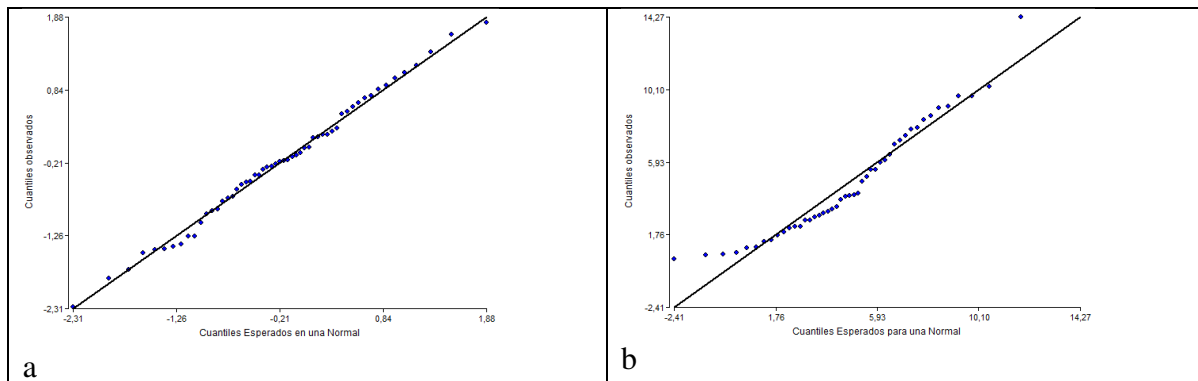 1,88
0,84
-0,21
-1,26
-2,31
Cuantiles observados
-2,31 -1,26 -0,21 0,84 1,88
Cuantiles Esperados en una Normal
a
14,27
10,10
5,93
1,76
-2,41
Cuantiles observados
-2,41 1,76 5,93 10,10 14,27
Cuantiles Esperados para una Normal
b